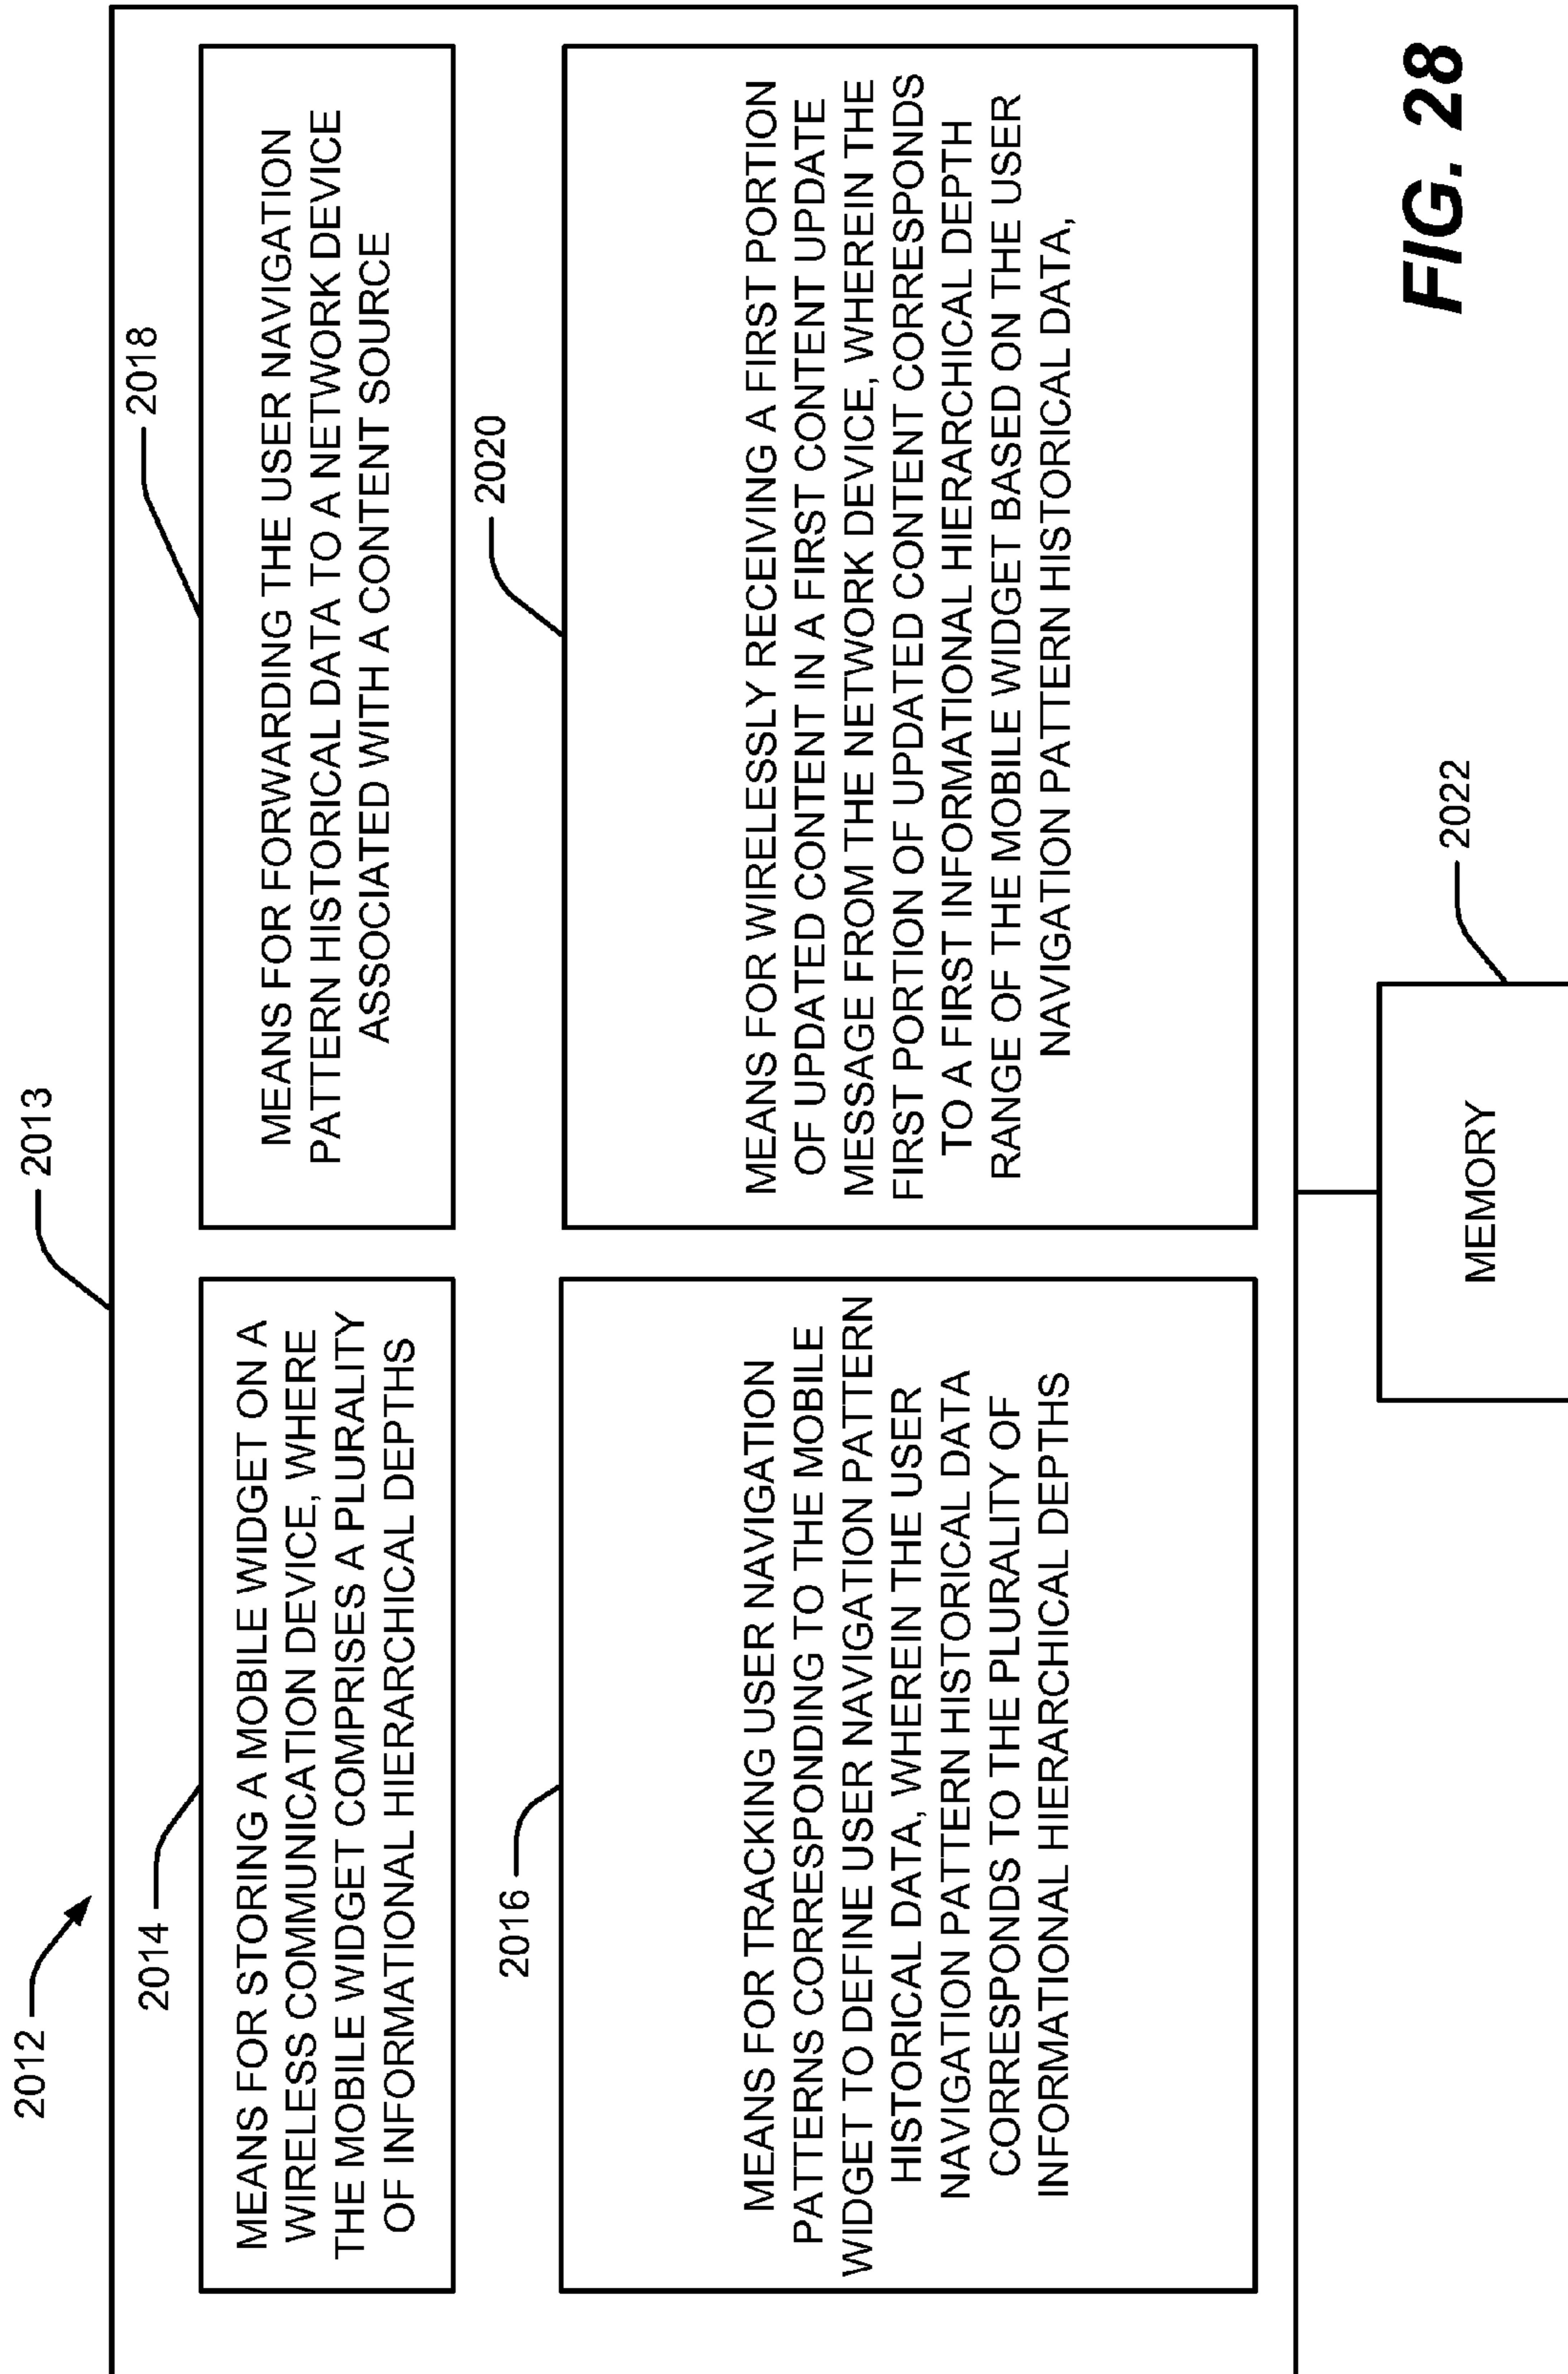 2012
2013
2014
MEANS FOR STORING A MOBILE WIDGET ON A
WIRELESS COMMUNICATION DEVICE, WHERE
THE MOBILE WIDGET COMPRISES A PLURALITY
OF INFORMATIONAL HIERARCHICAL DEPTHS
2018
MEANS FOR FORWARDING THE USER NAVIGATION
PATTERN HISTORICAL DATA TO A NETWORK DEVICE
ASSOCIATED WITH A CONTENT SOURCE
2016
MEANS FOR TRACKING USER NAVIGATION
PATTERNS CORRESPONDING TO THE MOBILE
WIDGET TO DEFINE USER NAVIGATION PATTERN
HISTORICAL DATA, WHEREIN THE USER
NAVIGATION PATTERN HISTORICAL DATA
CORRESPONDS TO THE PLURALITY OF
INFORMATIONAL HIERARCHICAL DEPTHS
2020
MEANS FOR WIRELESSLY RECEIVING A FIRST PORTION
OF UPDATED CONTENT IN A FIRST CONTENT UPDATE
MESSAGE FROM THE NETWORK DEVICE, WHEREIN THE
FIRST PORTION OF UPDATED CONTENT CORRESPONDS
TO A FIRST INFORMATIONAL HIERARCHICAL DEPTH
RANGE OF THE MOBILE WIDGET BASED ON THE USER
NAVIGATION PATTERN HISTORICAL DATA,
2022
MEMORY
FIG. 28